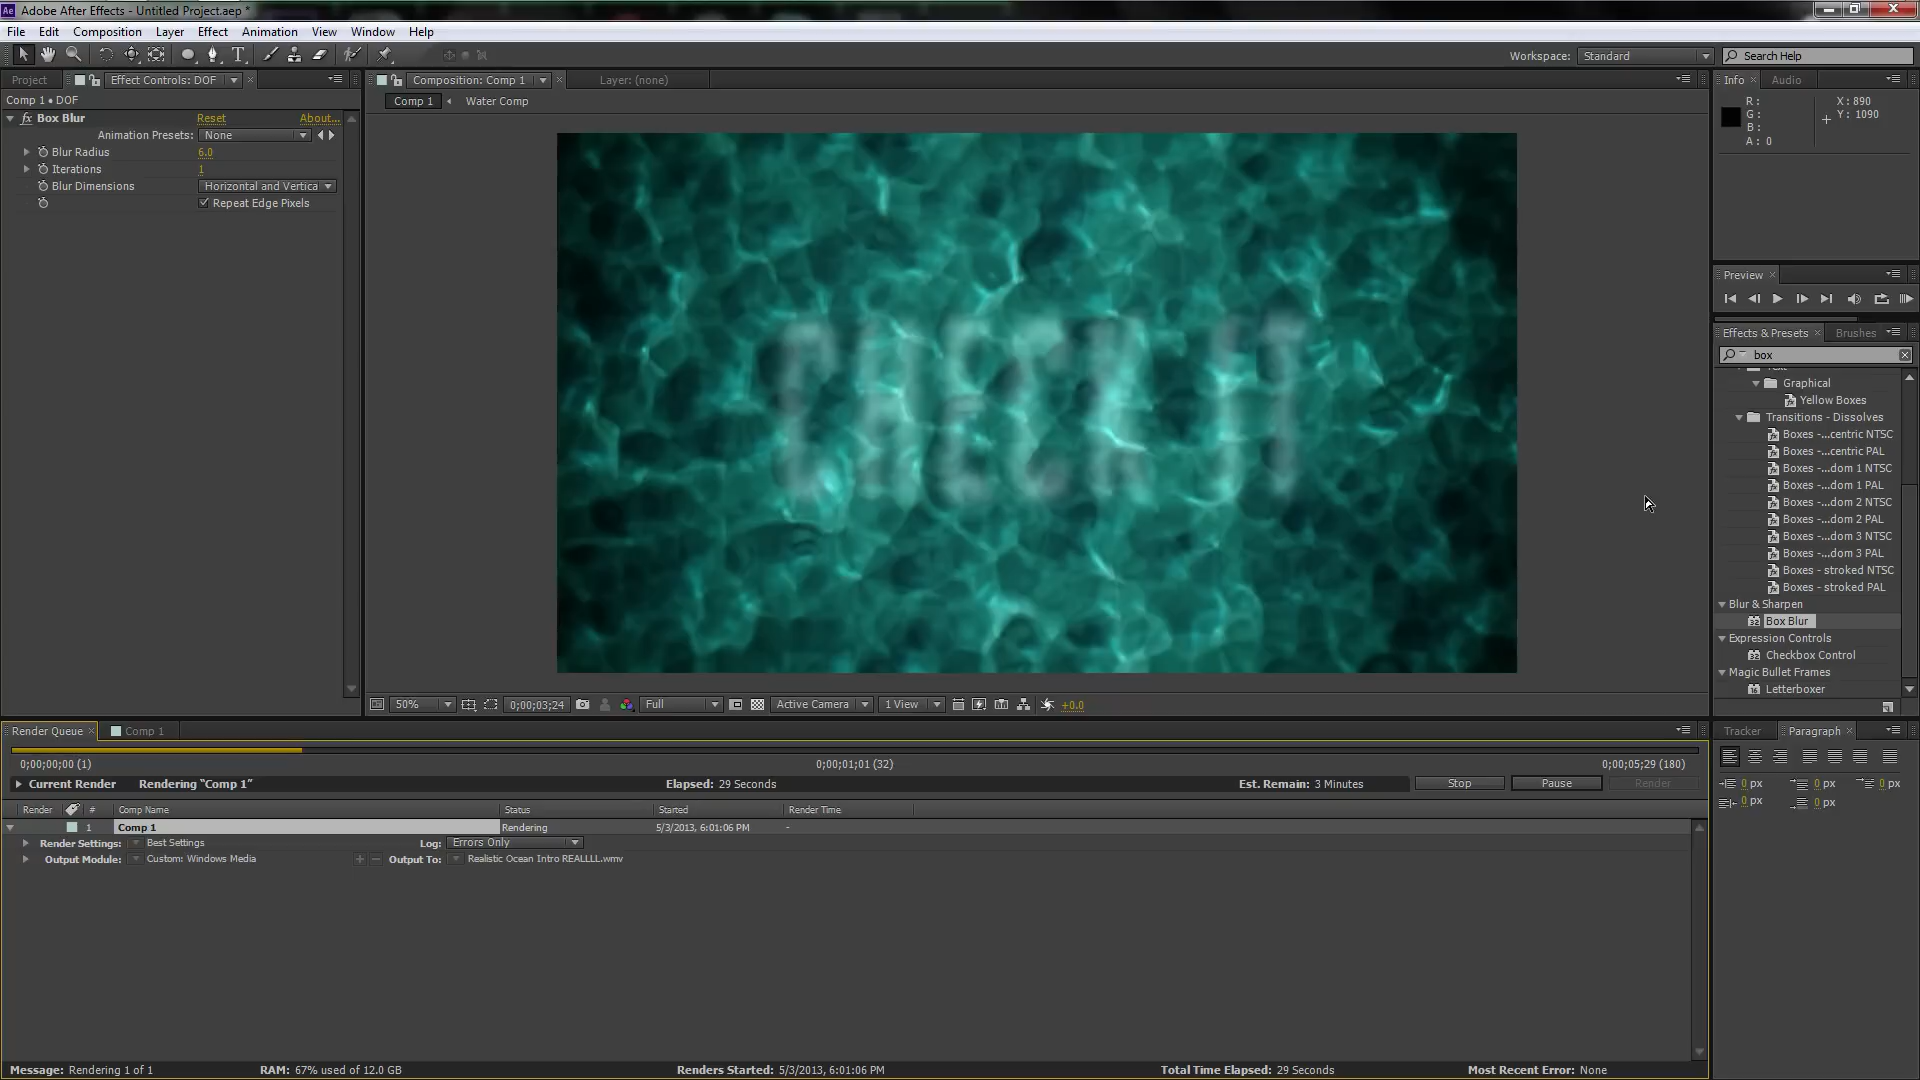 Adobe After Effects - Untitled Project.aep *
File Edit Composition Layer Effect Animation View Window Help
Workspace: Standard Search Help
Project Effect Controls: DOF Composition: Comp 1 Layer: (none) Info Audio
Comp 1 • DOF
Comp 1 Water Comp
R: X: 890
G: Y: 1090
B:
A: 0
fx Box Blur Reset About...
Animation Presets: None
Blur Radius 6.0
Iterations 1
Blur Dimensions Horizontal and Vertica
Repeat Edge Pixels
CHECK IT
Preview
Effects & Presets Brushes
box
Graphical
Yellow Boxes
Transitions - Dissolves
Boxes -...centric NTSC
Boxes -...centric PAL
Boxes -...dom 1 NTSC
Boxes -...dom 1 PAL
Boxes -...dom 2 NTSC
Boxes -...dom 2 PAL
Boxes -...dom 3 NTSC
Boxes -...dom 3 PAL
Boxes - stroked NTSC
Boxes - stroked PAL
Blur & Sharpen
Box Blur
Expression Controls
Checkbox Control
Magic Bullet Frames
Letterboxer
50% 0;00;03;24 Full Active Camera 1 View +0.0
Render Queue Comp 1
0;00;00;00 (1) 0;00;01;01 (32) 0;00;05;29 (180)
Current Render Rendering “Comp 1” Elapsed: 29 Seconds Est. Remain: 3 Minutes Stop Pause Render
Render # Comp Name Status Started Render Time
1 Comp 1 Rendering 5/3/2013, 6:01:06 PM -
Render Settings: Best Settings Log: Errors Only
Output Module: Custom: Windows Media + − Output To: Realistic Ocean Intro REALLLL.wmv
Tracker Paragraph
0 px 0 px 0 px
0 px 0 px
Message: Rendering 1 of 1 RAM: 67% used of 12.0 GB Renders Started: 5/3/2013, 6:01:06 PM Total Time Elapsed: 29 Seconds Most Recent Error: None